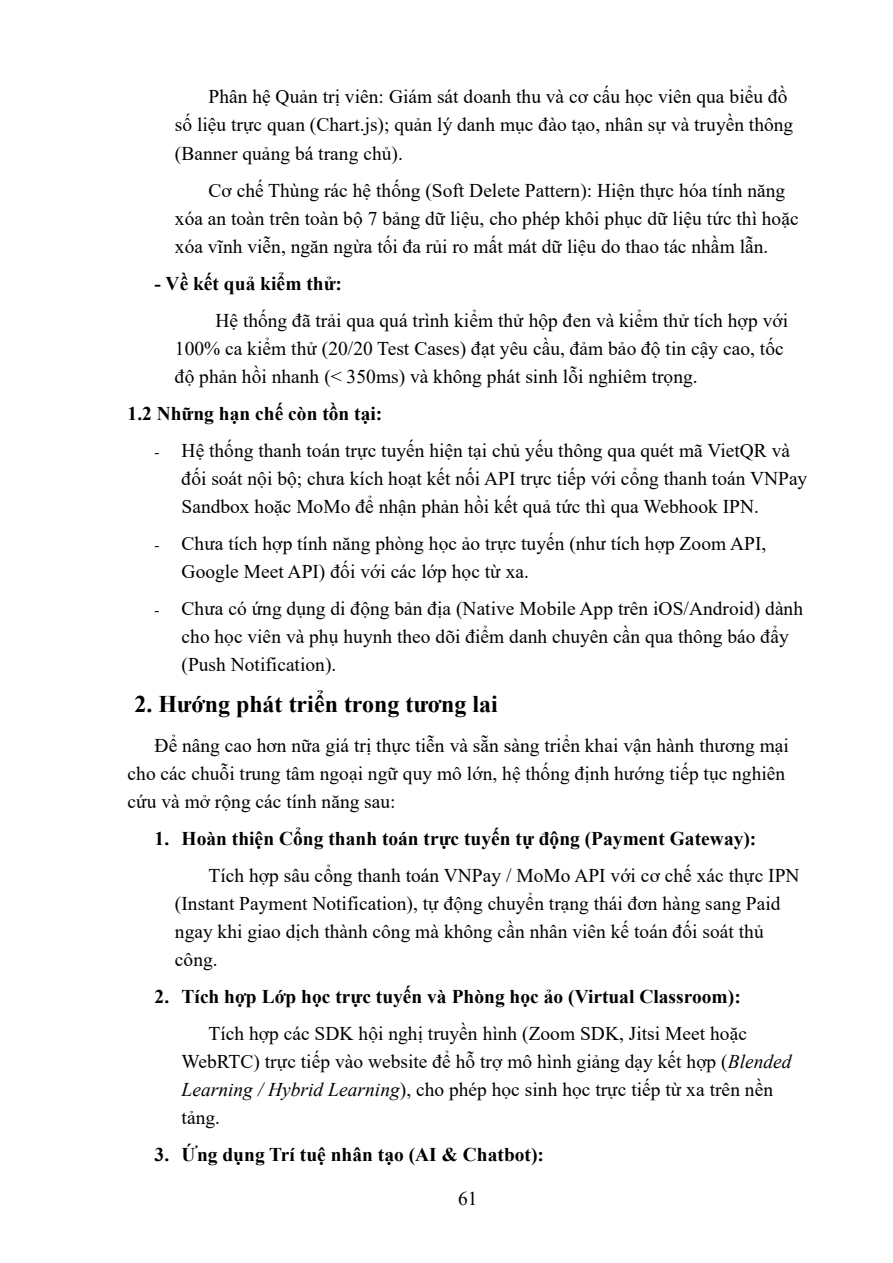 Phân hệ Quản trị viên: Giám sát doanh thu và cơ cấu học viên qua biểu đồ
số liệu trực quan (Chart.js); quản lý danh mục đào tạo, nhân sự và truyền thông
(Banner quảng bá trang chủ).
Cơ chế Thùng rác hệ thống (Soft Delete Pattern): Hiện thực hóa tính năng
xóa an toàn trên toàn bộ 7 bảng dữ liệu, cho phép khôi phục dữ liệu tức thì hoặc
xóa vĩnh viễn, ngăn ngừa tối đa rủi ro mất mát dữ liệu do thao tác nhầm lẫn.
- Về kết quả kiểm thử:
Hệ thống đã trải qua quá trình kiểm thử hộp đen và kiểm thử tích hợp với
100% ca kiểm thử (20/20 Test Cases) đạt yêu cầu, đảm bảo độ tin cậy cao, tốc
độ phản hồi nhanh (< 350ms) và không phát sinh lỗi nghiêm trọng.
1.2 Những hạn chế còn tồn tại:
- Hệ thống thanh toán trực tuyến hiện tại chủ yếu thông qua quét mã VietQR và
đối soát nội bộ; chưa kích hoạt kết nối API trực tiếp với cổng thanh toán VNPay
Sandbox hoặc MoMo để nhận phản hồi kết quả tức thì qua Webhook IPN.
- Chưa tích hợp tính năng phòng học ảo trực tuyến (như tích hợp Zoom API,
Google Meet API) đối với các lớp học từ xa.
- Chưa có ứng dụng di động bản địa (Native Mobile App trên iOS/Android) dành
cho học viên và phụ huynh theo dõi điểm danh chuyên cần qua thông báo đẩy
(Push Notification).
2. Hướng phát triển trong tương lai
Để nâng cao hơn nữa giá trị thực tiễn và sẵn sàng triển khai vận hành thương mại
cho các chuỗi trung tâm ngoại ngữ quy mô lớn, hệ thống định hướng tiếp tục nghiên
cứu và mở rộng các tính năng sau:
1. Hoàn thiện Cổng thanh toán trực tuyến tự động (Payment Gateway):
Tích hợp sâu cổng thanh toán VNPay / MoMo API với cơ chế xác thực IPN
(Instant Payment Notification), tự động chuyển trạng thái đơn hàng sang Paid
ngay khi giao dịch thành công mà không cần nhân viên kế toán đối soát thủ
công.
2. Tích hợp Lớp học trực tuyến và Phòng học ảo (Virtual Classroom):
Tích hợp các SDK hội nghị truyền hình (Zoom SDK, Jitsi Meet hoặc
WebRTC) trực tiếp vào website để hỗ trợ mô hình giảng dạy kết hợp (Blended
Learning / Hybrid Learning), cho phép học sinh học trực tiếp từ xa trên nền
tảng.
3. Ứng dụng Trí tuệ nhân tạo (AI & Chatbot):
61